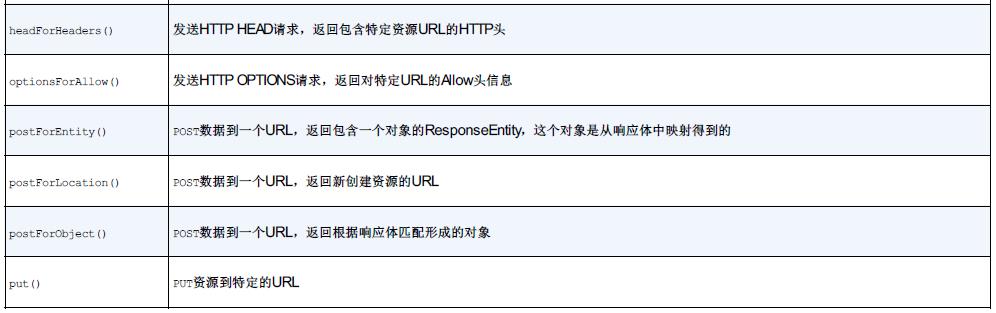 headForHeaders() 发送HTTP HEAD请求，返回包含特定资源URL的HTTP头
optionsForAllow() 发送HTTP OPTIONS请求，返回对特定URL的Allow头信息
postForEntity() POST数据到一个URL，返回包含一个对象的ResponseEntity，这个对象是从响应体中映射得到的
postForLocation() POST数据到一个URL，返回新创建资源的URL
postForObject() POST数据到一个URL，返回根据响应体匹配形成的对象
put() PUT资源到特定的URL